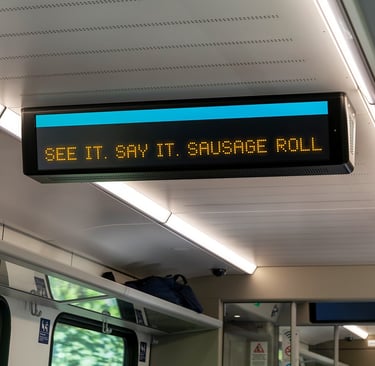 SEE IT. SAY IT. SAUSAGE ROLL